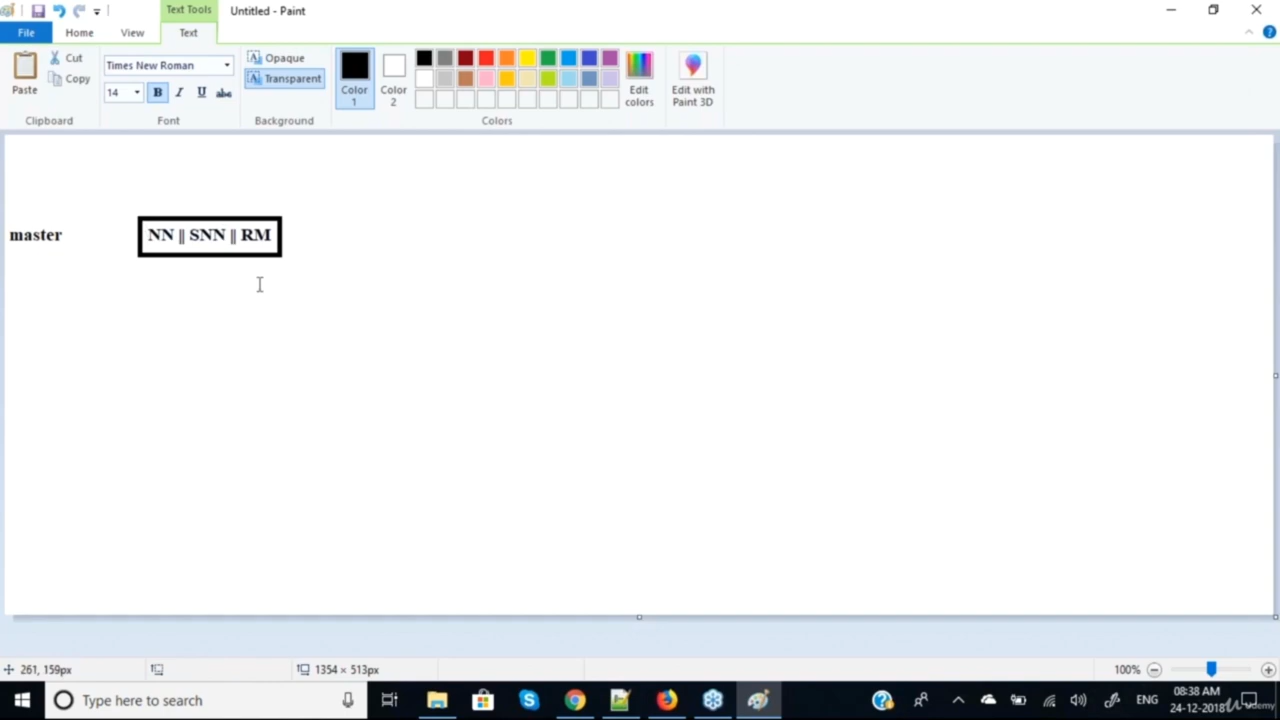 Text Tools
Untitled - Paint
File
Home
View
Text
Paste
Cut
Copy
Clipboard
Times New Roman
14
B
I
U
abc
Font
Opaque
Transparent
Background
Color
1
Color
2
Edit
colors
Colors
Edit with
Paint 3D
master
NN || SNN || RM
261, 159px
1354 × 513px
100%
Type here to search
ENG
08:38 AM
24-12-2018
Udemy